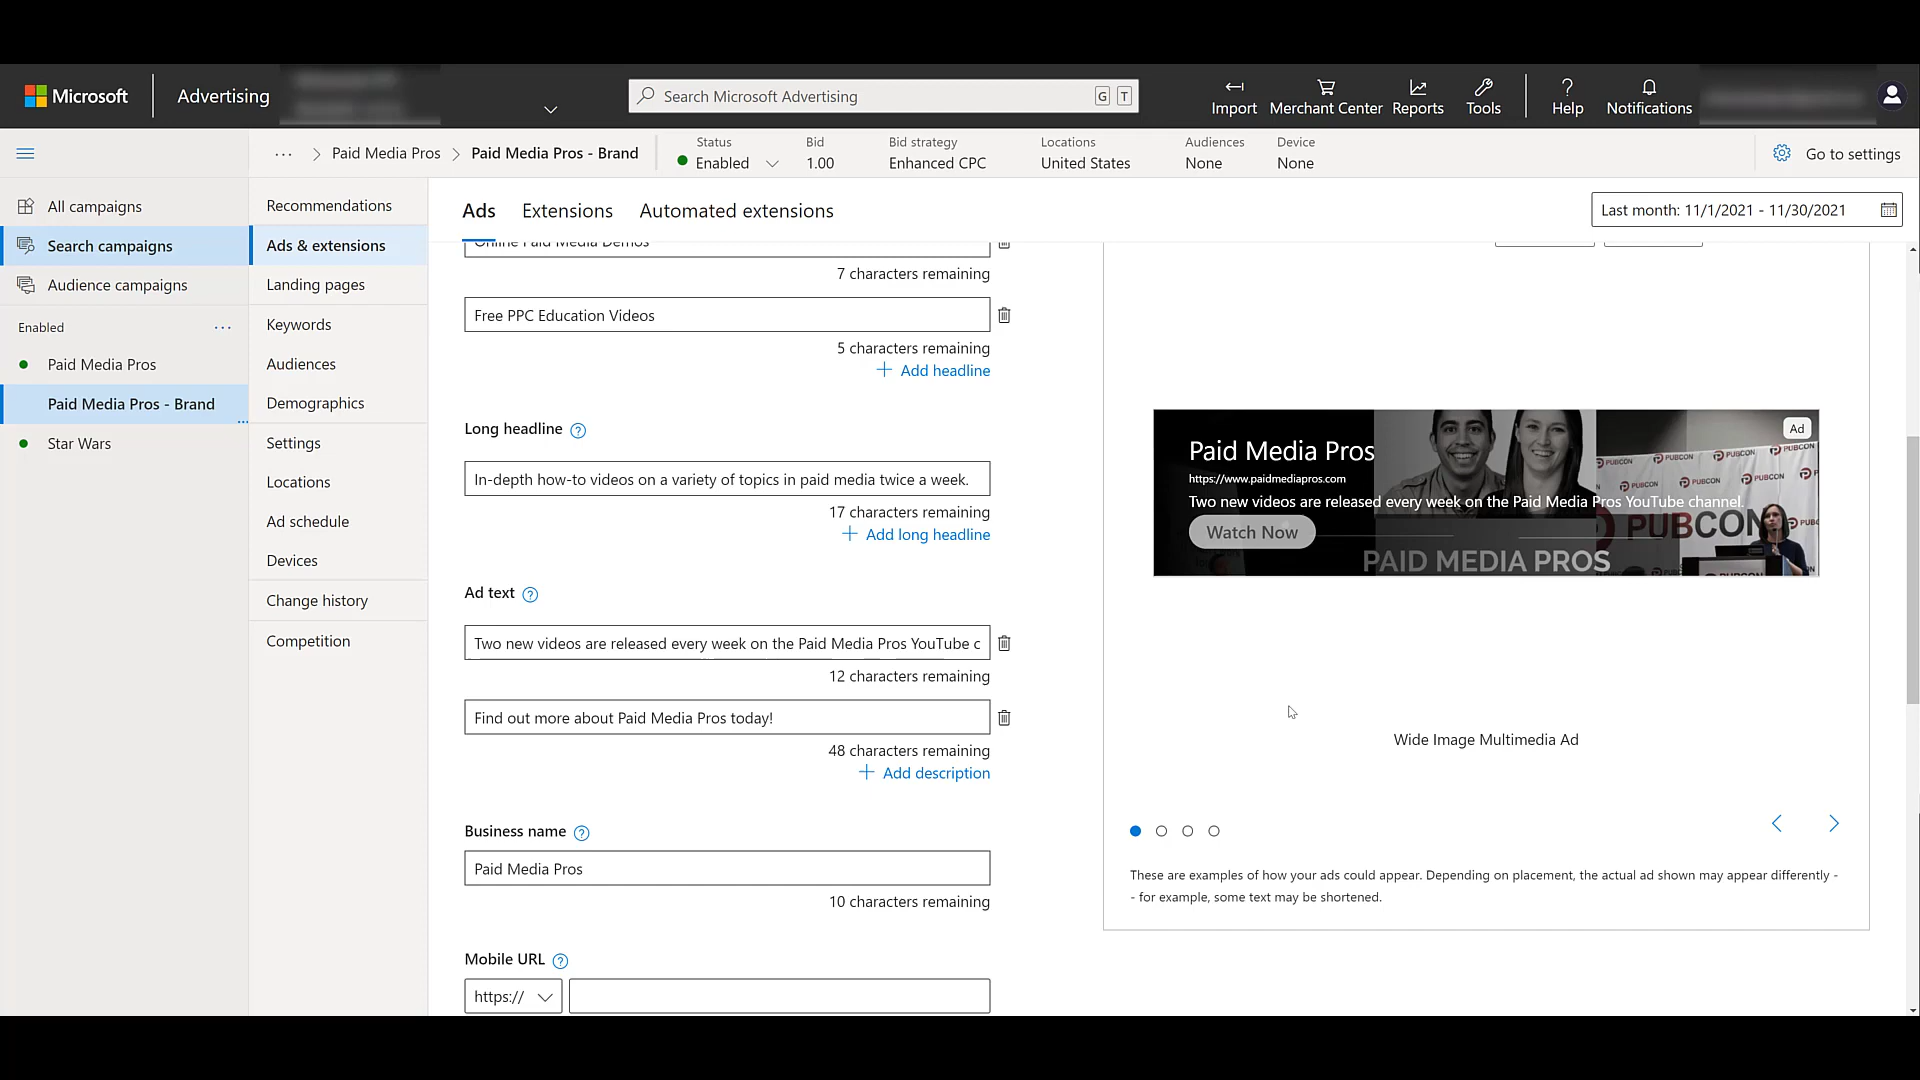 Microsoft
Advertising
Search Microsoft Advertising
G T
Import
Merchant Center
Reports
Tools
Help
Notifications
... > Paid Media Pros > Paid Media Pros - Brand
Status
Enabled
Bid
1.00
Bid strategy
Enhanced CPC
Locations
United States
Audiences
None
Device
None
Go to settings
All campaigns
Search campaigns
Audience campaigns
Enabled
...
Paid Media Pros
Paid Media Pros - Brand
...
Star Wars
Recommendations
Ads & extensions
Landing pages
Keywords
Audiences
Demographics
Settings
Locations
Ad schedule
Devices
Change history
Competition
Ads
Extensions
Automated extensions
Last month: 11/1/2021 - 11/30/2021
Online Paid Media Demos
7 characters remaining
Free PPC Education Videos
5 characters remaining
+ Add headline
Long headline ?
In-depth how-to videos on a variety of topics in paid media twice a week.
17 characters remaining
+ Add long headline
Ad text ?
Two new videos are released every week on the Paid Media Pros YouTube c
12 characters remaining
Find out more about Paid Media Pros today!
48 characters remaining
+ Add description
Business name ?
Paid Media Pros
10 characters remaining
Mobile URL ?
https://
Ad
Paid Media Pros
https://www.paidmediapros.com
Two new videos are released every week on the Paid Media Pros YouTube channel.
Watch Now
PUBCON
PAID MEDIA PROS
PUBCON PUBCON PUBCON PUBCON
PUBCON PUBCON
Wide Image Multimedia Ad
These are examples of how your ads could appear. Depending on placement, the actual ad shown may appear differently -
- for example, some text may be shortened.